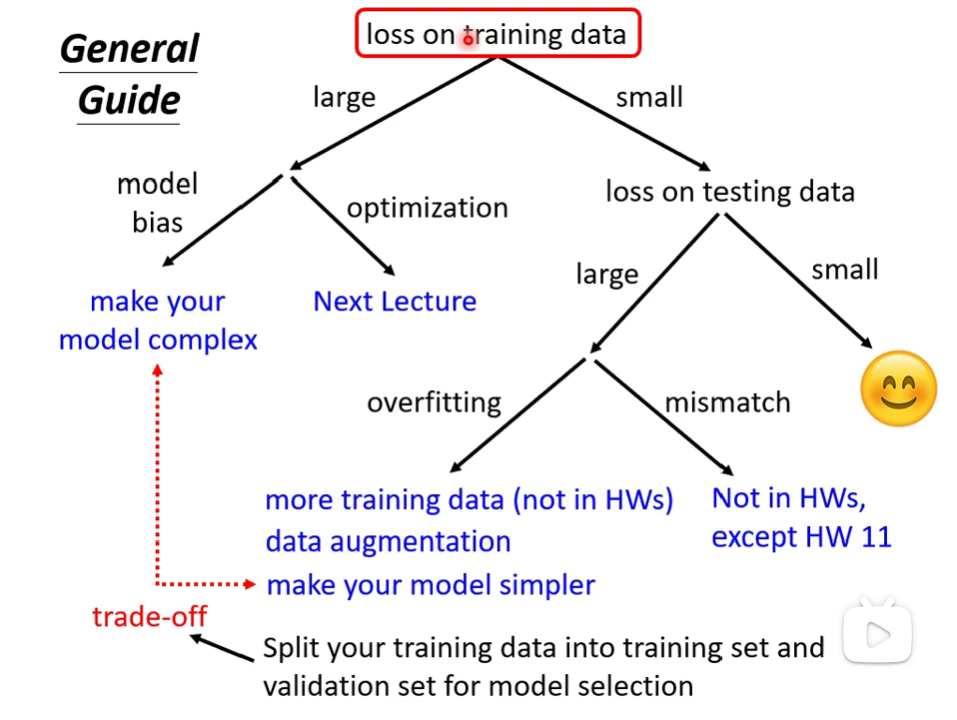 General
Guide
loss on training data
large
small
model
bias
optimization
loss on testing data
make your
model complex
Next Lecture
large
small
overfitting
mismatch
more training data (not in HWs)
data augmentation
make your model simpler
Not in HWs,
except HW 11
trade-off
Split your training data into training set and
validation set for model selection